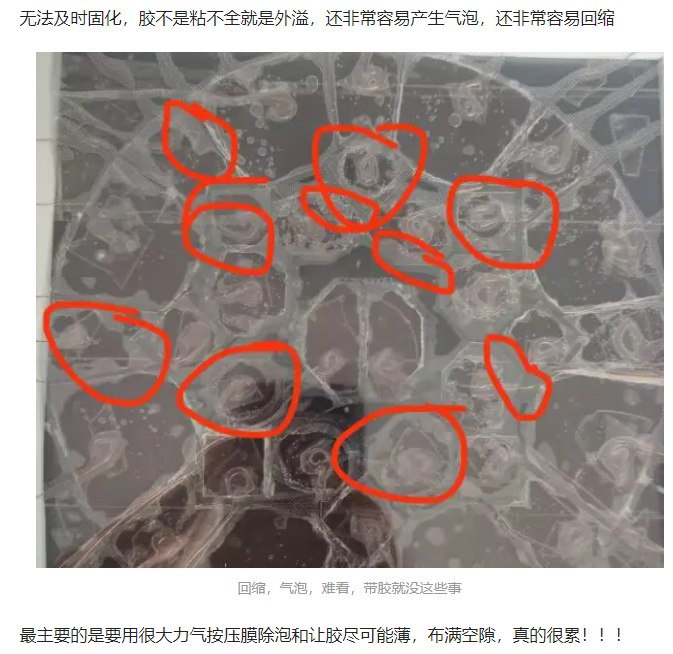 无法及时固化，胶不是粘不全就是外溢，还非常容易产生气泡，还非常容易回缩
回缩，气泡，难看，带胶就没这些事
最主要的是要用很大力气按压膜除泡和让胶尽可能薄，布满空隙，真的很累！！！